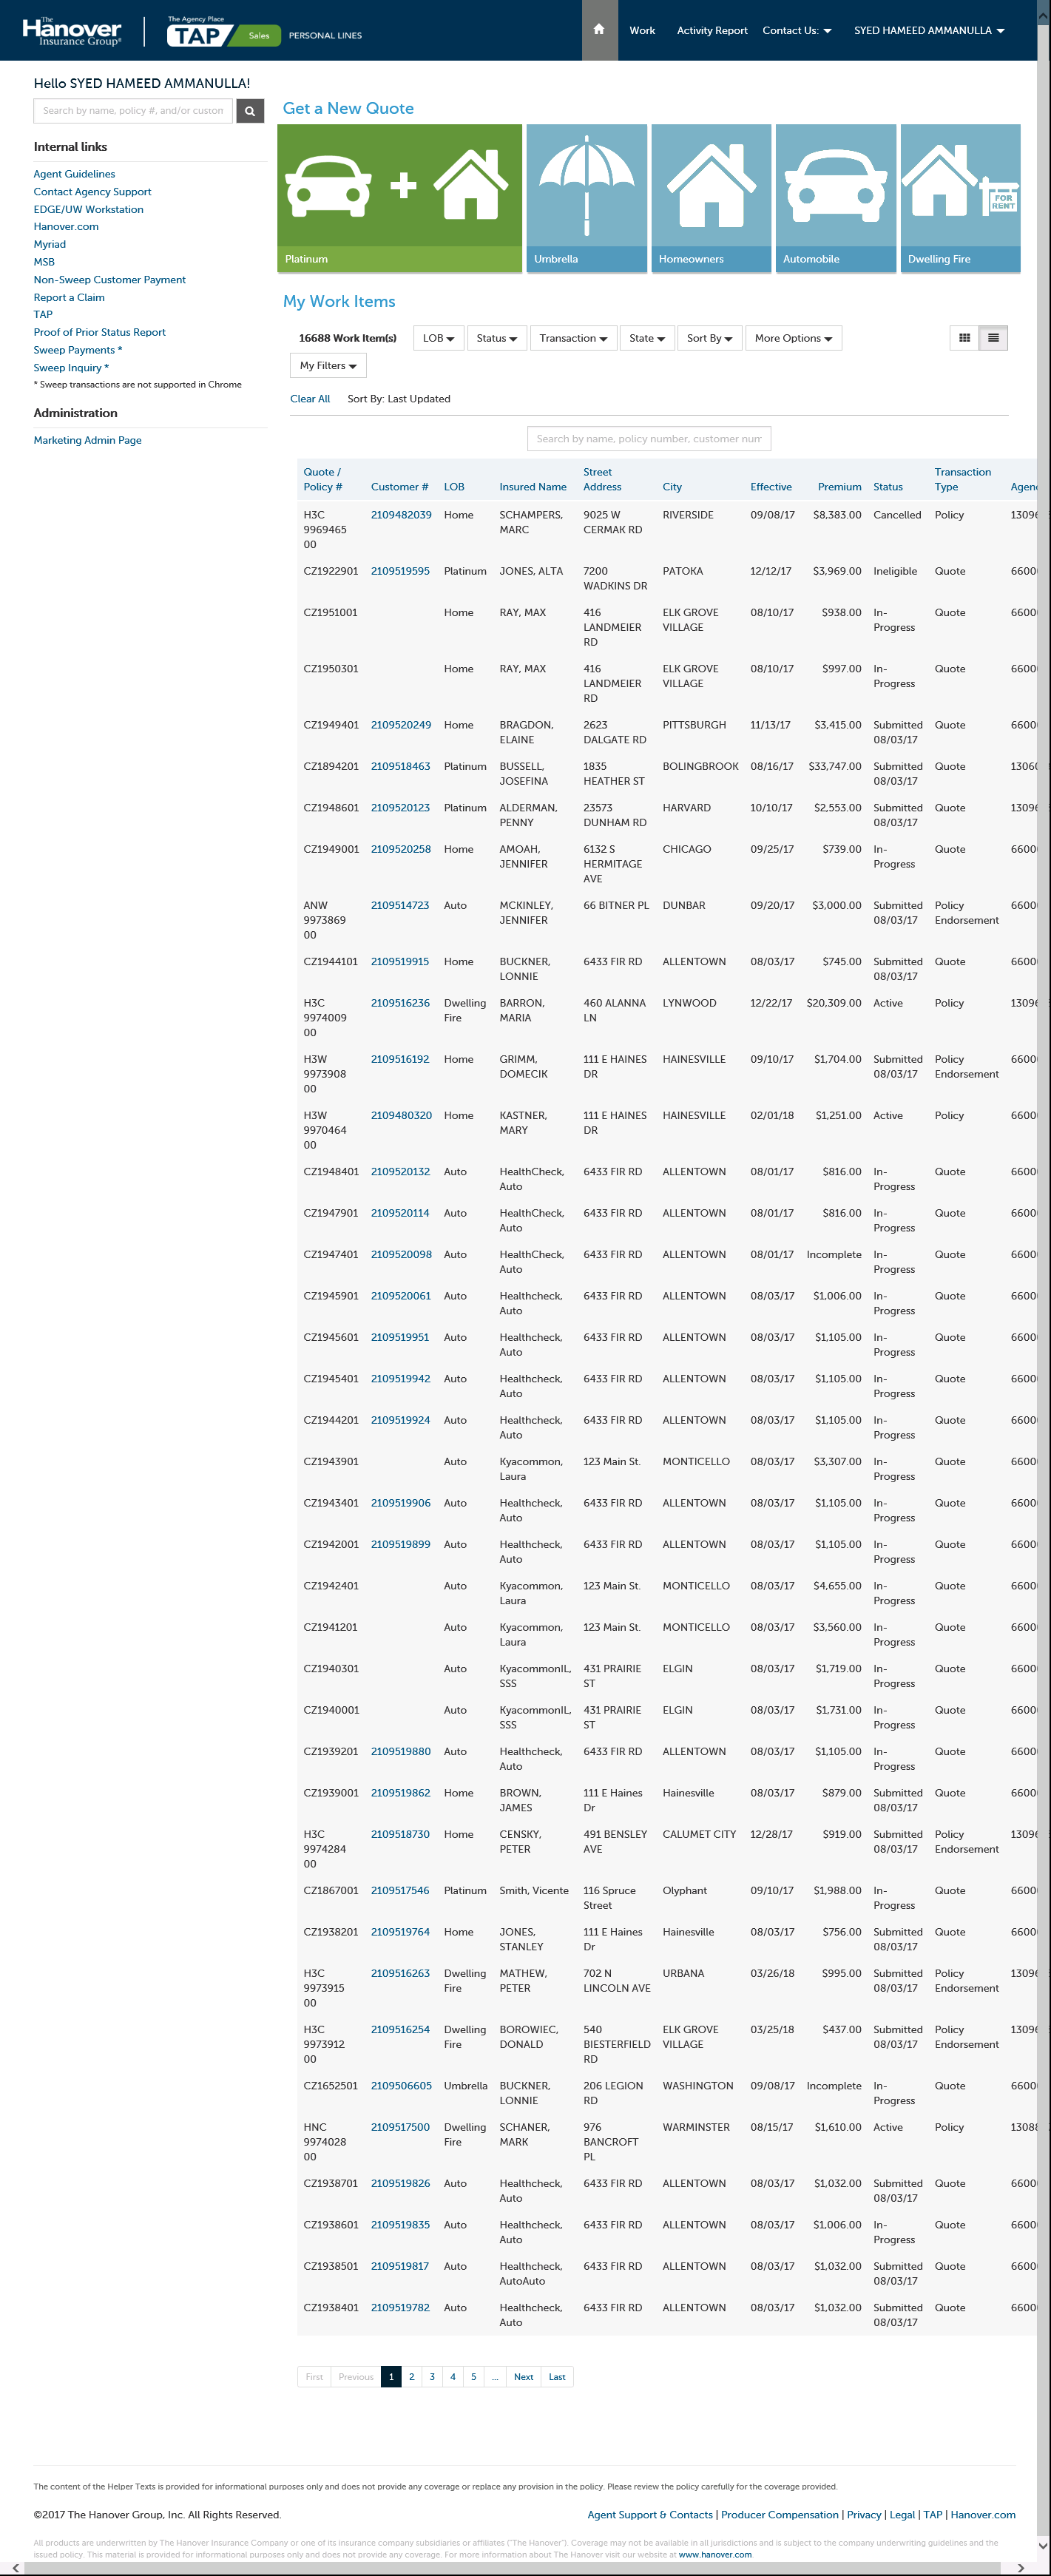 The Hanover Insurance Group®
The Agency Place
TAP Sales PERSONAL LINES
Work Activity Report Contact Us: SYED HAMEED AMMANULLA
Hello SYED HAMEED AMMANULLA!
Search by name, policy #, and/or custom
Internal links
Agent Guidelines
Contact Agency Support
EDGE/UW Workstation
Hanover.com
Myriad
MSB
Non-Sweep Customer Payment
Report a Claim
TAP
Proof of Prior Status Report
Sweep Payments *
Sweep Inquiry *
* Sweep transactions are not supported in Chrome
Administration
Marketing Admin Page
Get a New Quote
FOR RENT
Platinum Umbrella Homeowners Automobile Dwelling Fire
My Work Items
16688 Work Item(s) LOB Status Transaction State Sort By More Options
My Filters
Clear All Sort By: Last Updated
Search by name, policy number, customer num
Quote / Policy # Customer # LOB Insured Name Street Address City Effective Premium Status Transaction Type
H3C 9969465 00 2109482039 Home SCHAMPERS, MARC 9025 W CERMAK RD RIVERSIDE 09/08/17 $8,383.00 Cancelled Policy 1309
CZ1922901 2109519595 Platinum JONES, ALTA 7200 WADKINS DR PATOKA 12/12/17 $3,969.00 Ineligible Quote 6600
CZ1951001 Home RAY, MAX 416 LANDMEIER RD ELK GROVE VILLAGE 08/10/17 $938.00 In-Progress Quote 6600
CZ1950301 Home RAY, MAX 416 LANDMEIER RD ELK GROVE VILLAGE 08/10/17 $997.00 In-Progress Quote 6600
CZ1949401 2109520249 Home BRAGDON, ELAINE 2623 DALGATE RD PITTSBURGH 11/13/17 $3,415.00 Submitted 08/03/17 Quote 6600
CZ1894201 2109518463 Platinum BUSSELL, JOSEFINA 1835 HEATHER ST BOLINGBROOK 08/16/17 $33,747.00 Submitted 08/03/17 Quote 1306
CZ1948601 2109520123 Platinum ALDERMAN, PENNY 23573 DUNHAM RD HARVARD 10/10/17 $2,553.00 Submitted 08/03/17 Quote 1309
CZ1949001 2109520258 Home AMOAH, JENNIFER 6132 S HERMITAGE AVE CHICAGO 09/25/17 $739.00 In-Progress Quote 6600
ANW 9973869 00 2109514723 Auto MCKINLEY, JENNIFER 66 BITNER PL DUNBAR 09/20/17 $3,000.00 Submitted 08/03/17 Policy Endorsement 6600
CZ1944101 2109519915 Home BUCKNER, LONNIE 6433 FIR RD ALLENTOWN 08/03/17 $745.00 Submitted 08/03/17 Quote 6600
H3C 9974009 00 2109516236 Dwelling Fire BARRON, MARIA 460 ALANNA LN LYNWOOD 12/22/17 $20,309.00 Active Policy 1309
H3W 9973908 00 2109516192 Home GRIMM, DOMECIK 111 E HAINES DR HAINESVILLE 09/10/17 $1,704.00 Submitted 08/03/17 Policy Endorsement 6600
H3W 9970464 00 2109480320 Home KASTNER, MARY 111 E HAINES DR HAINESVILLE 02/01/18 $1,251.00 Active Policy 6600
CZ1948401 2109520132 Auto HealthCheck, Auto 6433 FIR RD ALLENTOWN 08/01/17 $816.00 In-Progress Quote 6600
CZ1947901 2109520114 Auto HealthCheck, Auto 6433 FIR RD ALLENTOWN 08/01/17 $816.00 In-Progress Quote 6600
CZ1947401 2109520098 Auto HealthCheck, Auto 6433 FIR RD ALLENTOWN 08/01/17 Incomplete In-Progress Quote 6600
CZ1945901 2109520061 Auto Healthcheck, Auto 6433 FIR RD ALLENTOWN 08/03/17 $1,006.00 In-Progress Quote 6600
CZ1945601 2109519951 Auto Healthcheck, Auto 6433 FIR RD ALLENTOWN 08/03/17 $1,105.00 In-Progress Quote 6600
CZ1945401 2109519942 Auto Healthcheck, Auto 6433 FIR RD ALLENTOWN 08/03/17 $1,105.00 In-Progress Quote 6600
CZ1944201 2109519924 Auto Healthcheck, Auto 6433 FIR RD ALLENTOWN 08/03/17 $1,105.00 In-Progress Quote 6600
CZ1943901 Auto Kyacommon, Laura 123 Main St. MONTICELLO 08/03/17 $3,307.00 In-Progress Quote 6600
CZ1943401 2109519906 Auto Healthcheck, Auto 6433 FIR RD ALLENTOWN 08/03/17 $1,105.00 In-Progress Quote 6600
CZ1942001 2109519899 Auto Healthcheck, Auto 6433 FIR RD ALLENTOWN 08/03/17 $1,105.00 In-Progress Quote 6600
CZ1942401 Auto Kyacommon, Laura 123 Main St. MONTICELLO 08/03/17 $4,655.00 In-Progress Quote 6600
CZ1941201 Auto Kyacommon, Laura 123 Main St. MONTICELLO 08/03/17 $3,560.00 In-Progress Quote 6600
CZ1940301 Auto KyacommonIL, SSS 431 PRAIRIE ST ELGIN 08/03/17 $1,719.00 In-Progress Quote 6600
CZ1940001 Auto KyacommonIL, SSS 431 PRAIRIE ST ELGIN 08/03/17 $1,731.00 In-Progress Quote 6600
CZ1939201 2109519880 Auto Healthcheck, Auto 6433 FIR RD ALLENTOWN 08/03/17 $1,105.00 In-Progress Quote 6600
CZ1939001 2109519862 Home BROWN, JAMES 111 E Haines Dr Hainesville 08/03/17 $879.00 Submitted 08/03/17 Quote 6600
H3C 9974284 00 2109518730 Home CENSKY, PETER 491 BENSLEY AVE CALUMET CITY 12/28/17 $919.00 Submitted 08/03/17 Policy Endorsement 1309
CZ1867001 2109517546 Platinum Smith, Vicente 116 Spruce Street Olyphant 09/10/17 $1,988.00 In-Progress Quote 6600
CZ1938201 2109519764 Home JONES, STANLEY 111 E Haines Dr Hainesville 08/03/17 $756.00 Submitted 08/03/17 Quote 6600
H3C 9973915 00 2109516263 Dwelling Fire MATHEW, PETER 702 N LINCOLN AVE URBANA 03/26/18 $995.00 Submitted 08/03/17 Policy Endorsement 1309
H3C 9973912 00 2109516254 Dwelling Fire BOROWIEC, DONALD 540 BIESTERFIELD RD ELK GROVE VILLAGE 03/25/18 $437.00 Submitted 08/03/17 Policy Endorsement 1309
CZ1652501 2109506605 Umbrella BUCKNER, LONNIE 206 LEGION RD WASHINGTON 09/08/17 Incomplete In-Progress Quote 6600
HNC 9974028 00 2109517500 Dwelling Fire SCHANER, MARK 976 BANCROFT PL WARMINSTER 08/15/17 $1,610.00 Active Policy 1308
CZ1938701 2109519826 Auto Healthcheck, Auto 6433 FIR RD ALLENTOWN 08/03/17 $1,032.00 Submitted 08/03/17 Quote 6600
CZ1938601 2109519835 Auto Healthcheck, Auto 6433 FIR RD ALLENTOWN 08/03/17 $1,006.00 In-Progress Quote 6600
CZ1938501 2109519817 Auto Healthcheck, AutoAuto 6433 FIR RD ALLENTOWN 08/03/17 $1,032.00 Submitted 08/03/17 Quote 6600
CZ1938401 2109519782 Auto Healthcheck, Auto 6433 FIR RD ALLENTOWN 08/03/17 $1,032.00 Submitted 08/03/17 Quote 6600
First Previous 1 2 3 4 5 ... Next Last
The content of the Helper Texts is provided for informational purposes only and does not provide any coverage or replace any provision in the policy. Please review the policy carefully for the coverage provided.
©2017 The Hanover Group, Inc. All Rights Reserved. Agent Support & Contacts | Producer Compensation | Privacy | Legal | TAP | Hanover.com
All products are underwritten by The Hanover Insurance Company or one of its insurance company subsidiaries or affiliates ("The Hanover"). Coverage may not be available in all jurisdictions and is subject to the company underwriting guidelines and the
issued policy. This material is provided for informational purposes only and does not provide any coverage. For more information about The Hanover visit our website at www.hanover.com